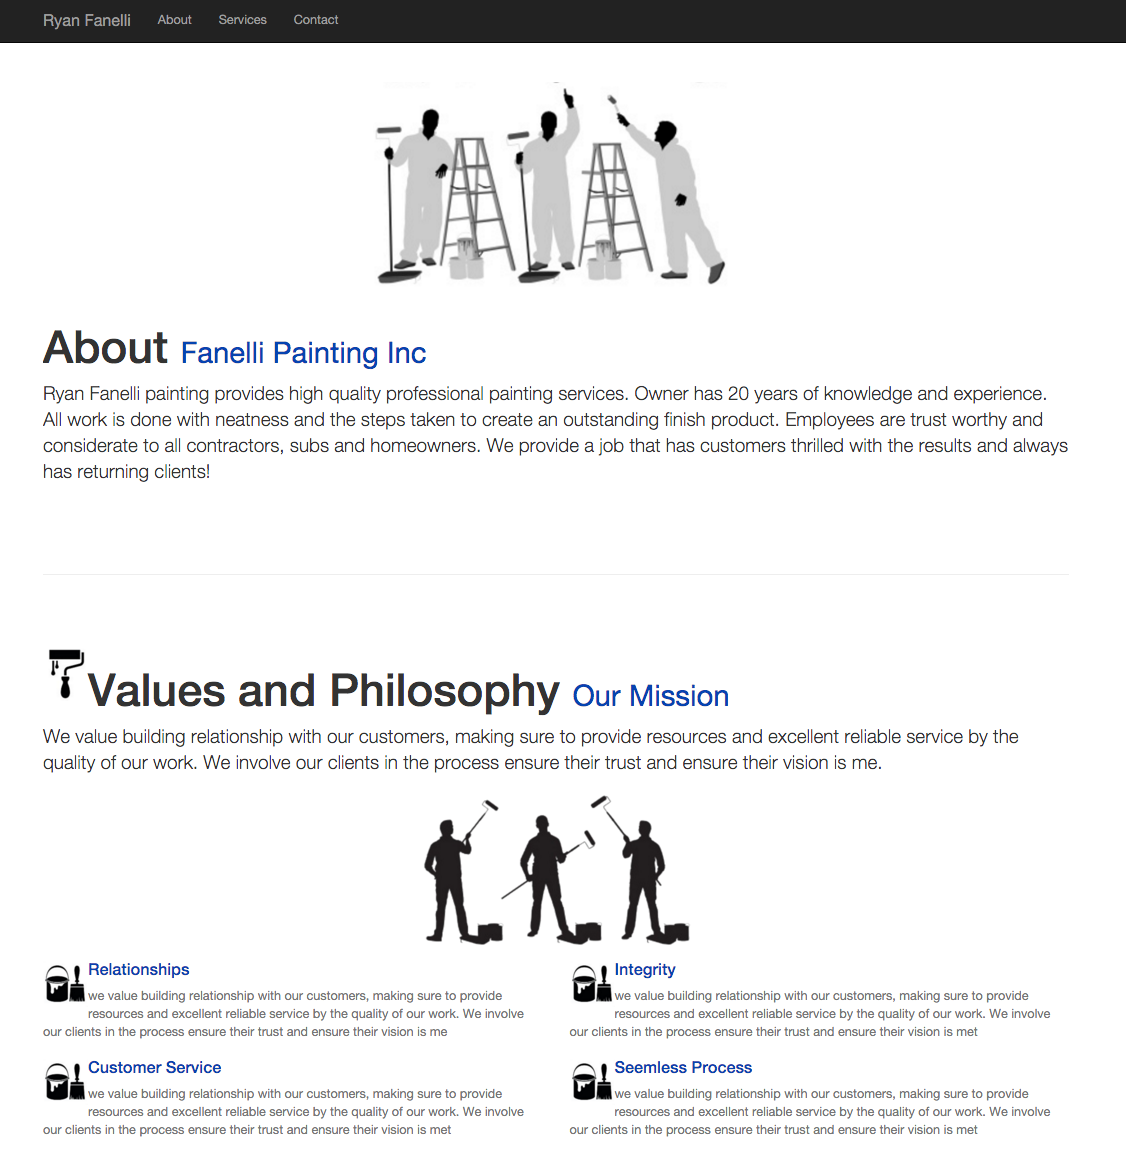 Ryan Fanelli About Services Contact
About Fanelli Painting Inc
Ryan Fanelli painting provides high quality professional painting services. Owner has 20 years of knowledge and experience.
All work is done with neatness and the steps taken to create an outstanding finish product. Employees are trust worthy and
considerate to all contractors, subs and homeowners. We provide a job that has customers thrilled with the results and always
has returning clients!
Values and Philosophy Our Mission
We value building relationship with our customers, making sure to provide resources and excellent reliable service by the
quality of our work. We involve our clients in the process ensure their trust and ensure their vision is me.
Relationships
we value building relationship with our customers, making sure to provide
resources and excellent reliable service by the quality of our work. We involve
our clients in the process ensure their trust and ensure their vision is me
Integrity
we value building relationship with our customers, making sure to provide
resources and excellent reliable service by the quality of our work. We involve
our clients in the process ensure their trust and ensure their vision is met
Customer Service
we value building relationship with our customers, making sure to provide
resources and excellent reliable service by the quality of our work. We involve
our clients in the process ensure their trust and ensure their vision is met
Seemless Process
we value building relationship with our customers, making sure to provide
resources and excellent reliable service by the quality of our work. We involve
our clients in the process ensure their trust and ensure their vision is met